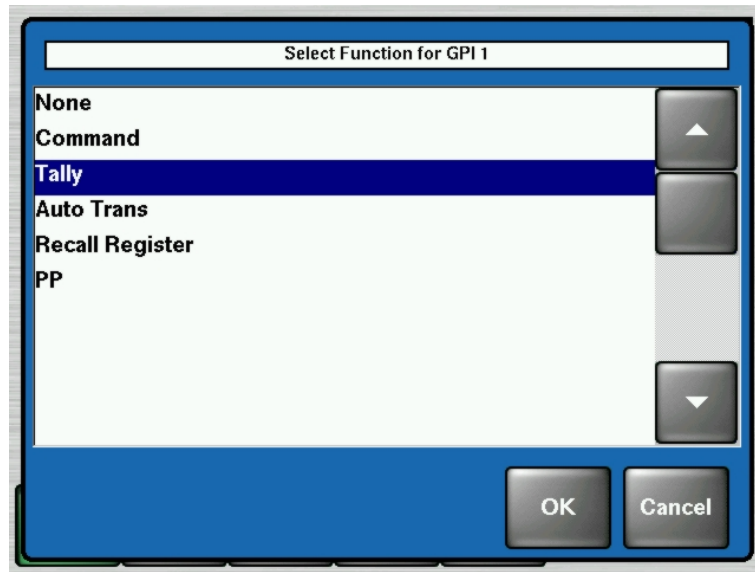 Select Function for GPI 1
None
Command
Tally
Auto Trans
Recall Register
PP
OK
Cancel